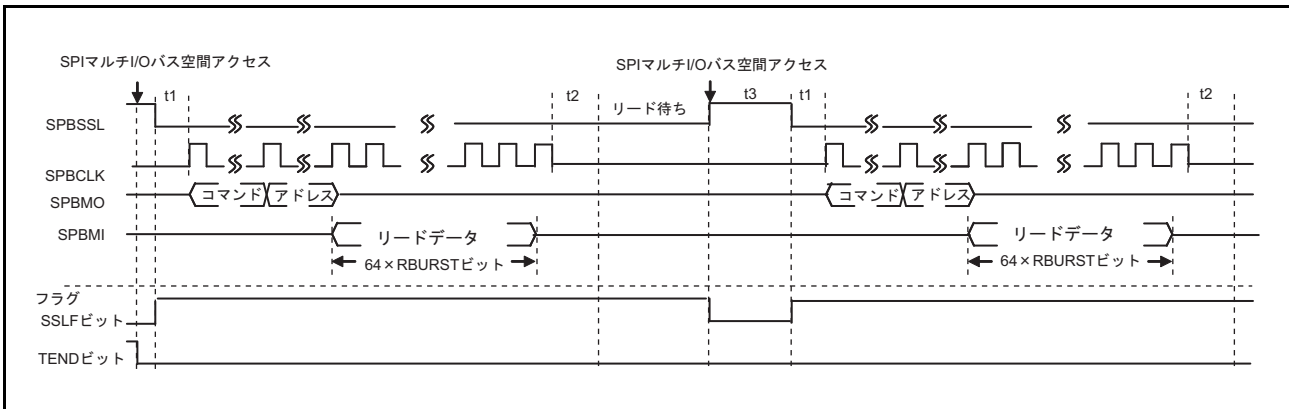 SPIマルチI/Oバス空間アクセス
SPIマルチI/Oバス空間アクセス
t1
t2
リード待ち
t3
t1
t2
SPBSSL
SPBCLK
SPBMO
コマンド
アドレス
コマンド
アドレス
SPBMI
リードデータ
リードデータ
64×RBURSTビット
64×RBURSTビット
フラグ
SSLFビット
TENDビット